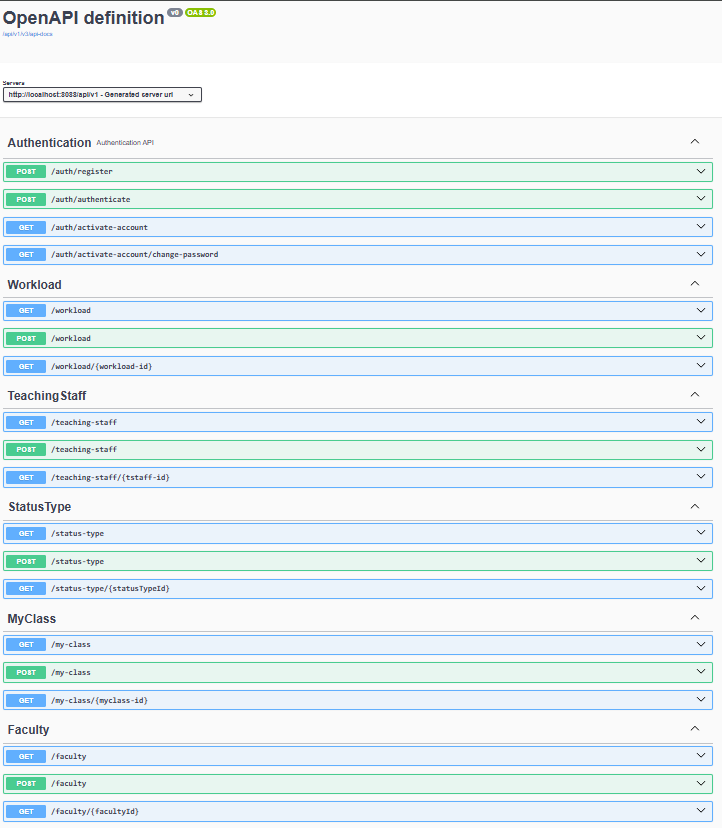 OpenAPI definition v0 OAS 3.0
/api/v1/v3/api-docs
Servers
http://localhost:8088/api/v1 - Generated server url
Authentication Authentication API
POST /auth/register
POST /auth/authenticate
GET /auth/activate-account
GET /auth/activate-account/change-password
Workload
GET /workload
POST /workload
GET /workload/{workload-id}
TeachingStaff
GET /teaching-staff
POST /teaching-staff
GET /teaching-staff/{tstaff-id}
StatusType
GET /status-type
POST /status-type
GET /status-type/{statusTypeId}
MyClass
GET /my-class
POST /my-class
GET /my-class/{myclass-id}
Faculty
GET /faculty
POST /faculty
GET /faculty/{facultyId}